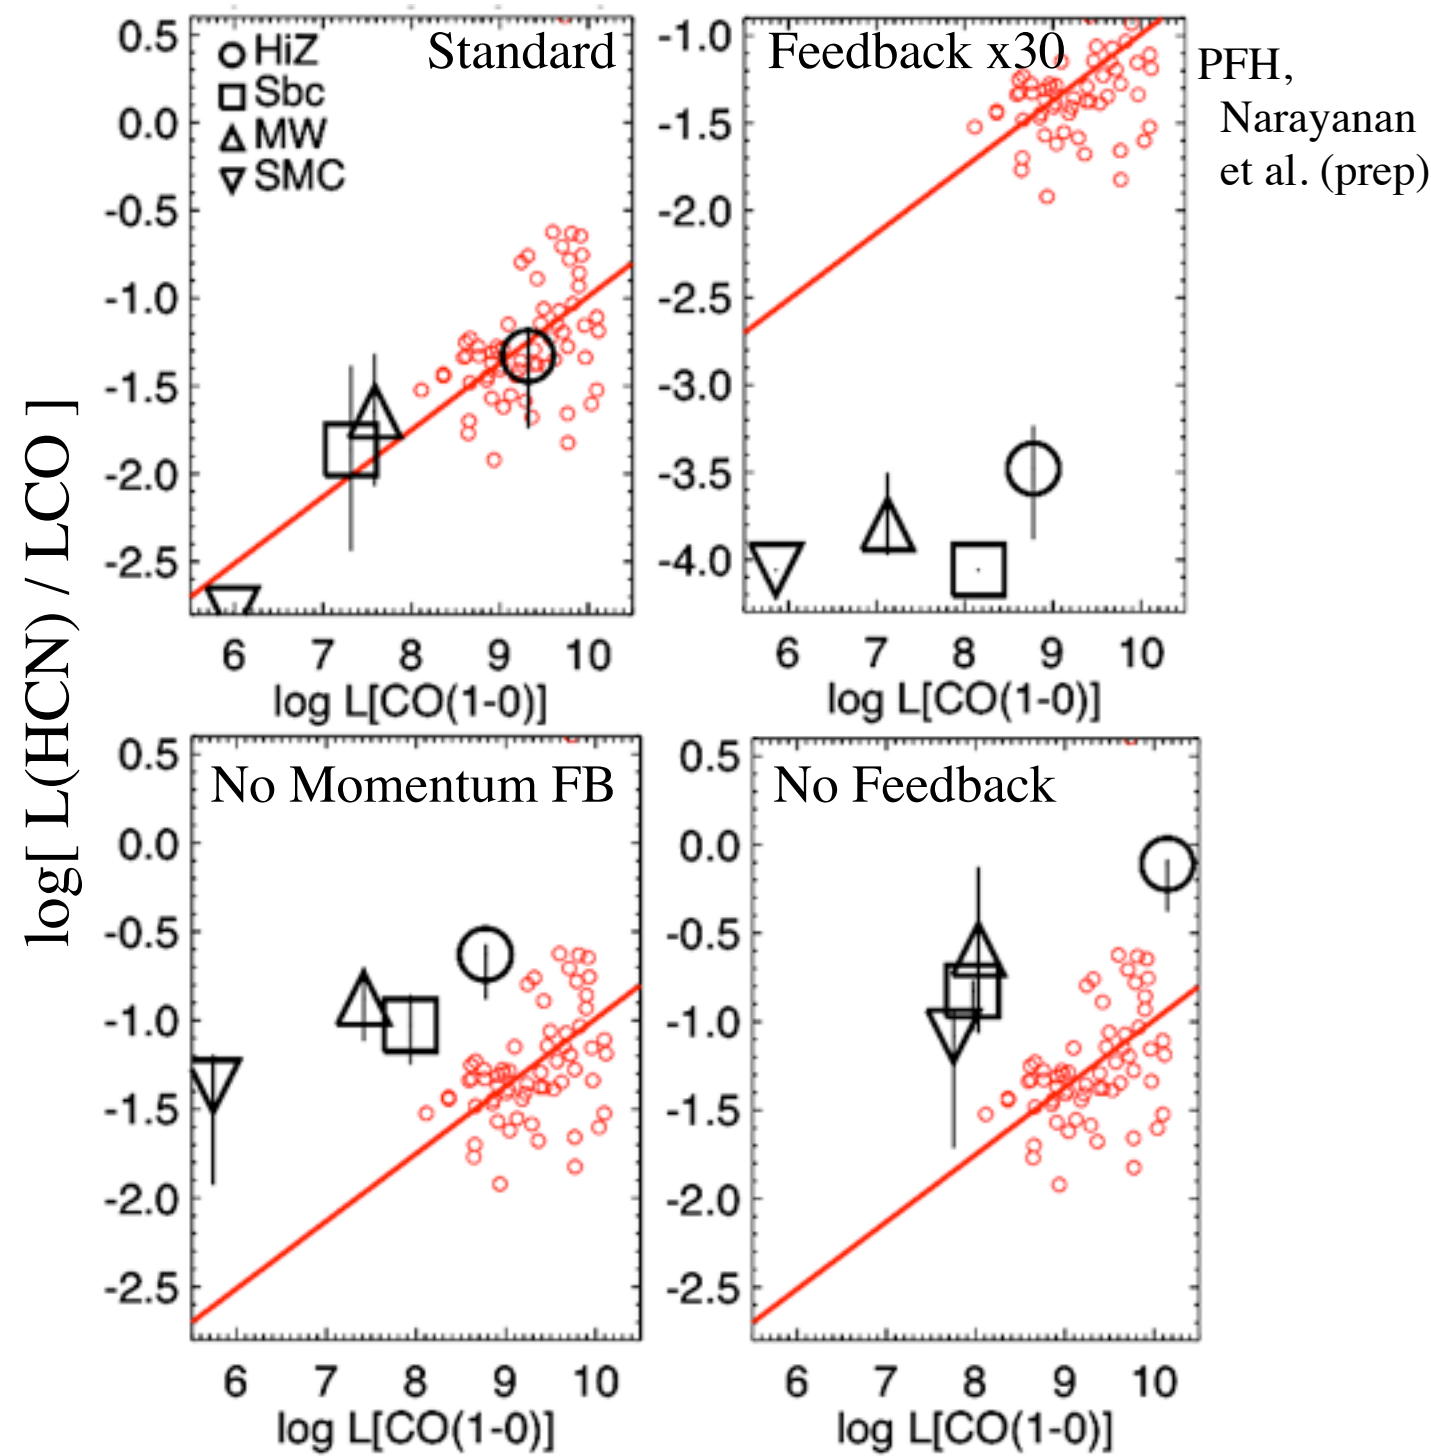 log[ L(HCN) / LCO ]
Standard
HiZ
Sbc
MW
SMC
0.5
0.0
-0.5
-1.0
-1.5
-2.0
-2.5
6 7 8 9 10
log L[CO(1-0)]
Feedback x30
-1.0
-1.5
-2.0
-2.5
-3.0
-3.5
-4.0
6 7 8 9 10
log L[CO(1-0)]
PFH,
Narayanan
et al. (prep)
No Momentum FB
0.5
0.0
-0.5
-1.0
-1.5
-2.0
-2.5
6 7 8 9 10
log L[CO(1-0)]
No Feedback
0.5
0.0
-0.5
-1.0
-1.5
-2.0
-2.5
6 7 8 9 10
log L[CO(1-0)]